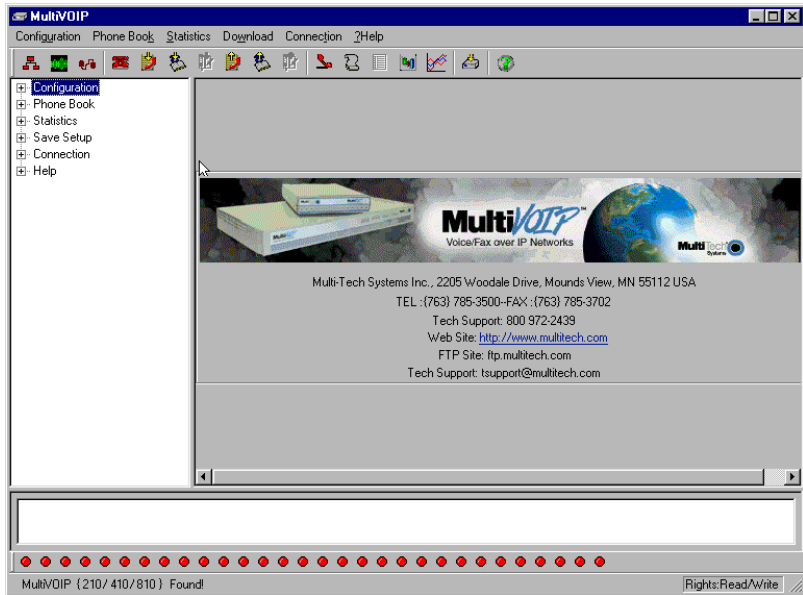 MultiVOIP
Configuration Phone Book Statistics Download Connection ?Help
Configuration
Phone Book
Statistics
Save Setup
Connection
Help
MultiVOIP™
Voice/Fax over IP Networks
MultiTech
Systems
Multi-Tech Systems Inc., 2205 Woodale Drive, Mounds View, MN 55112 USA
TEL :(763) 785-3500--FAX :(763) 785-3702
Tech Support: 800 972-2439
Web Site: http://www.multitech.com
FTP Site: ftp.multitech.com
Tech Support: tsupport@multitech.com
MultiVOIP { 210/ 410/ 810 } Found!
Rights:Read/Write